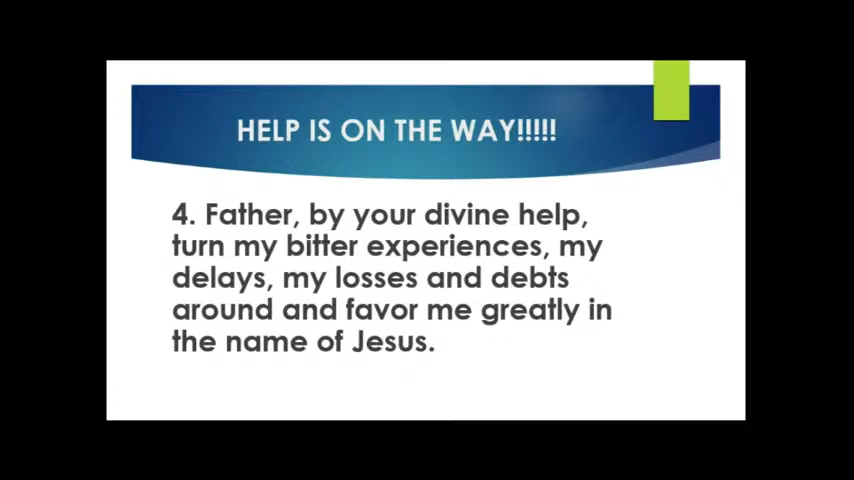 HELP IS ON THE WAY!!!!!
4. Father, by your divine help,
turn my bitter experiences, my
delays, my losses and debts
around and favor me greatly in
the name of Jesus.